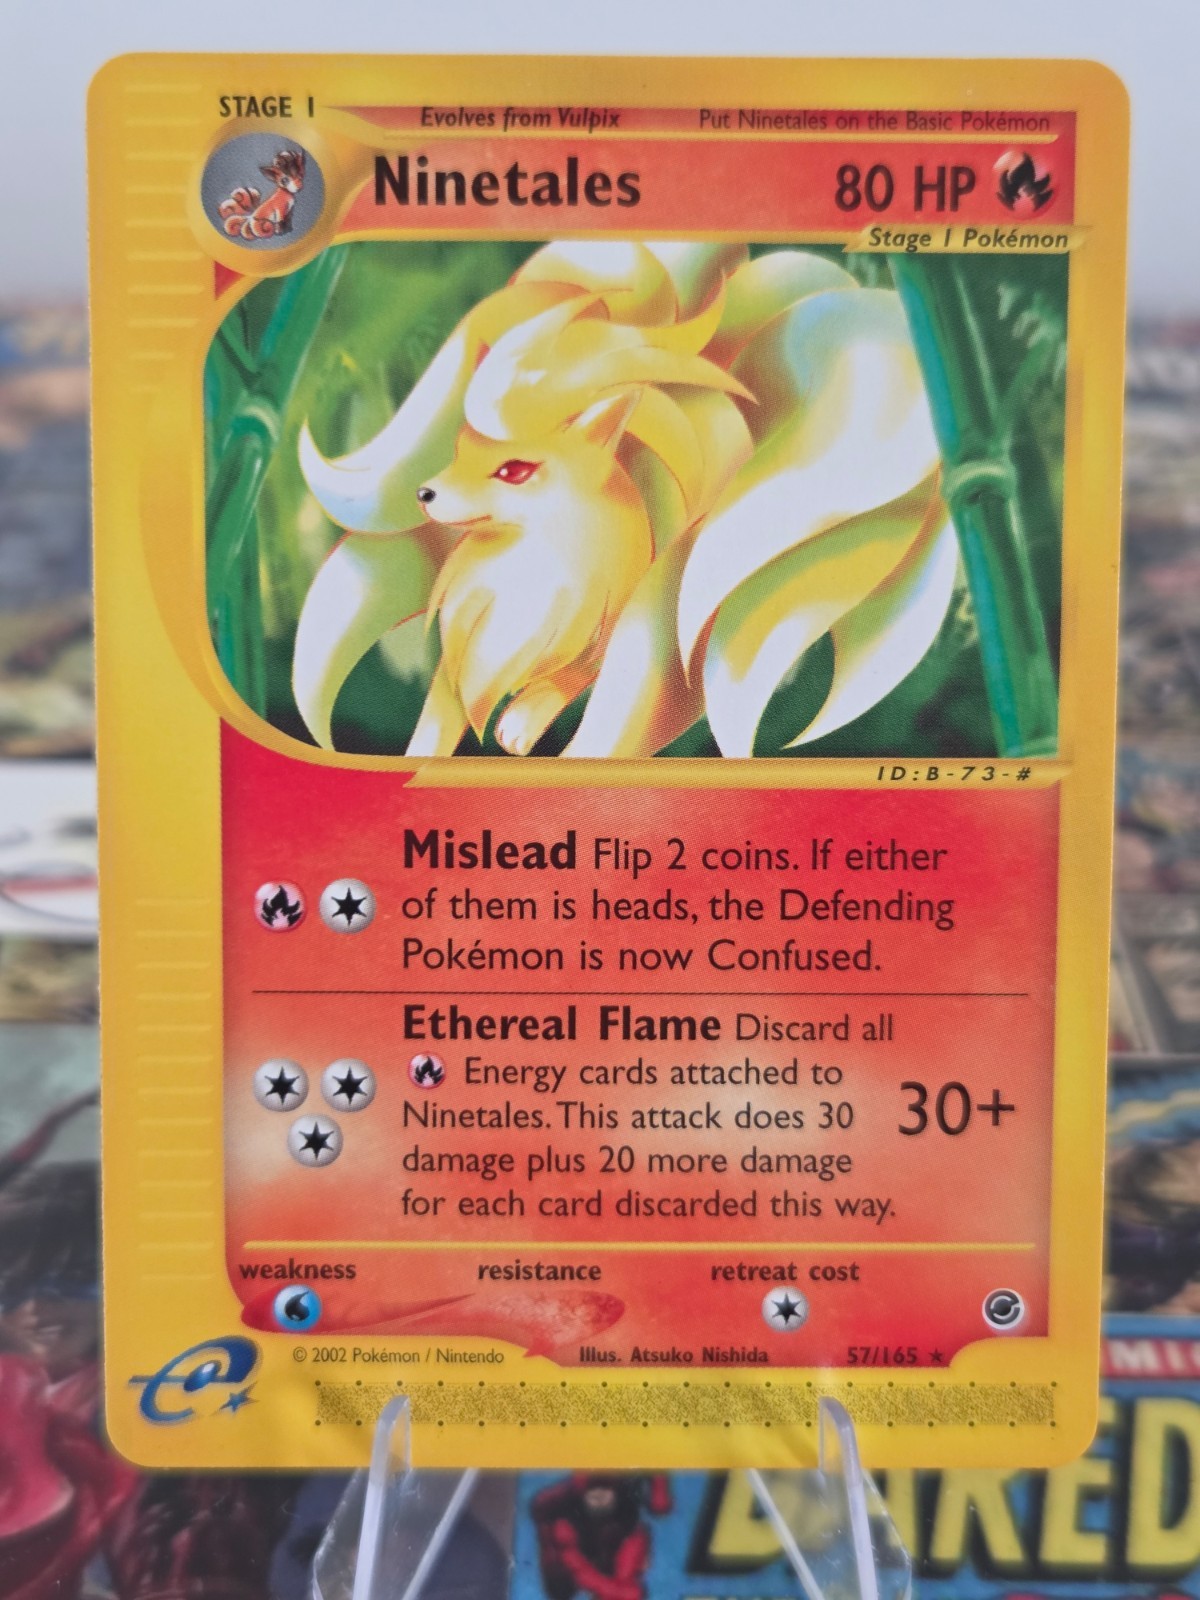 STAGE 1 Evolves from Vulpix Put Ninetales on the Basic Pokémon
Ninetales 80 HP
Stage 1 Pokémon
ID:B-73-#
Mislead Flip 2 coins. If either
of them is heads, the Defending
Pokémon is now Confused.
Ethereal Flame Discard all
Energy cards attached to
Ninetales. This attack does 30
damage plus 20 more damage
for each card discarded this way.
30+
weakness resistance retreat cost
e © 2002 Pokémon / Nintendo Illus. Atsuko Nishida 57/165 ★